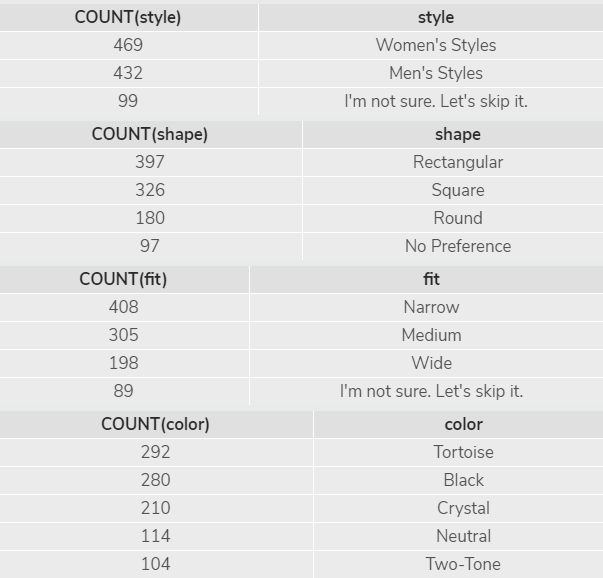 COUNT(style) style
469 Women's Styles
432 Men's Styles
99 I'm not sure. Let's skip it.
COUNT(shape) shape
397 Rectangular
326 Square
180 Round
97 No Preference
COUNT(fit) fit
408 Narrow
305 Medium
198 Wide
89 I'm not sure. Let's skip it.
COUNT(color) color
292 Tortoise
280 Black
210 Crystal
114 Neutral
104 Two-Tone